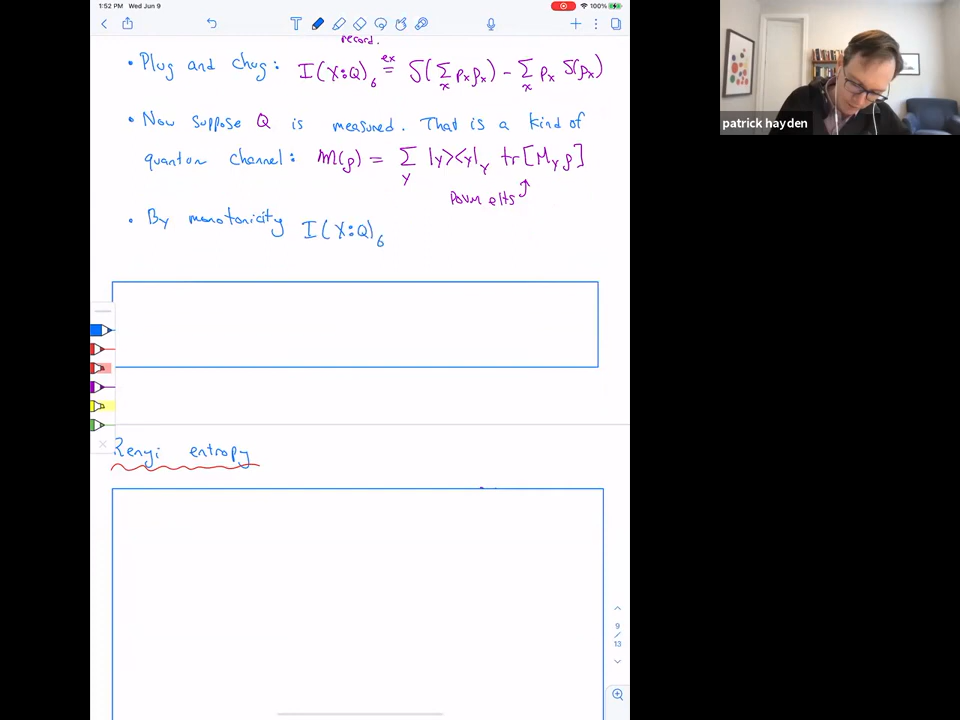 1:52 PM Wed Jun 9
100%
record.
• Plug and chug: I(X:Q)_σ =^{ex} S(∑_x p_x ρ_x) - ∑_x p_x S(ρ_x)
• Now suppose Q is measured. That is a kind of
quantum channel: M(ρ) = ∑_y |y><y|_Y tr[M_y ρ]
POVM elts
• By monotonicity I(X:Q)_σ
Renyi entropy
9
/
13
patrick hayden